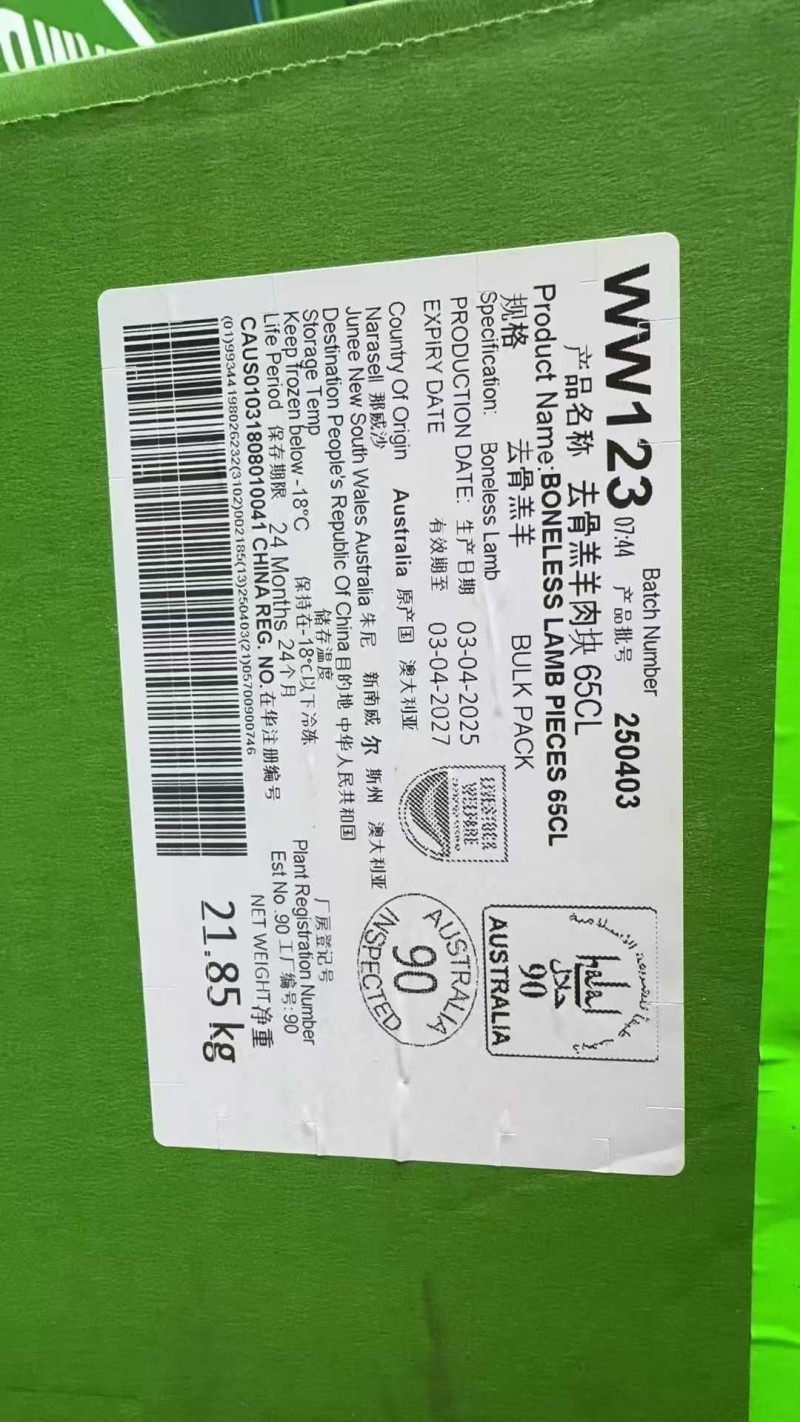 WW123 07:44 产品批号 250403
Batch Number
产品名称 去骨羔羊肉块 65CL
Product Name:BONELESS LAMB PIECES 65CL
规格 去骨羔羊 BULK PACK
Specification: Boneless Lamb
PRODUCTION DATE: 生产日期 03-04-2025
EXPIRY DATE 有效期至 03-04-2027
Country Of Origin Australia 原产国 澳大利亚
Narasell 那威沙
Junee New South Wales Australia 朱尼 新南威尔斯州 澳大利亚
Destination People's Republic Of China 目的地 中华人民共和国
Storage Temp 储存温度
Keep frozen below -18°C 保持在-18°C以下冷冻
Life Period 保存期限 24 Months 24个月
CAUS01031808010041 CHINA REG. NO.在华注册编号
(01)99344198026232(3102)002185(13)250403(21)05700900746
halal
حلال
90
AUSTRALIA
AUSTRALIA
90
INSPECTED
厂房登记号
Plant Registration Number
Est No.90 工厂编号:90
NET WEIGHT净重
21.85 kg